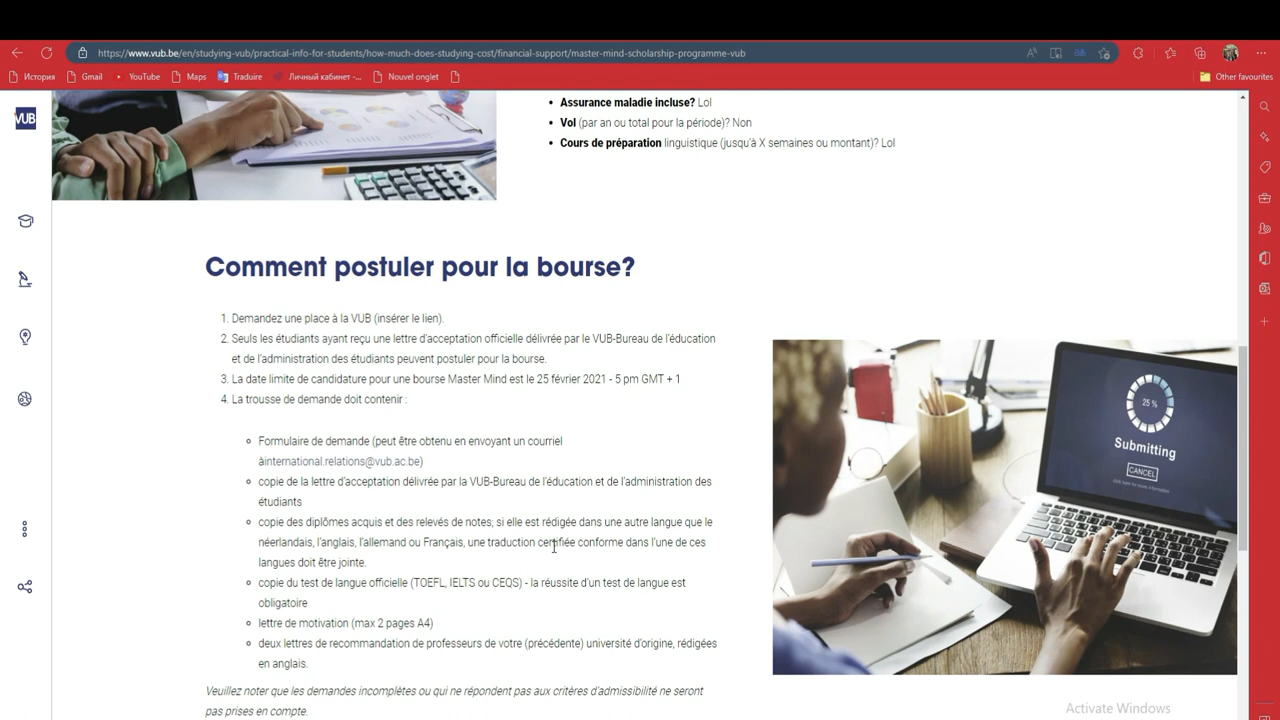 https://www.vub.be/en/studying-vub/practical-info-for-students/how-much-does-studying-cost/financial-support/master-mind-scholarship-programme-vub
История Gmail YouTube Maps Traduire Личный кабинет -... Nouvel onglet Other favourites
VUB
Assurance maladie incluse? Lol
Vol (par an ou total pour la période)? Non
Cours de préparation linguistique (jusqu'à X semaines ou montant)? Lol
Comment postuler pour la bourse?
1. Demandez une place à la VUB (insérer le lien).
2. Seuls les étudiants ayant reçu une lettre d'acceptation officielle délivrée par le VUB-Bureau de l'éducation
et de l'administration des étudiants peuvent postuler pour la bourse.
3. La date limite de candidature pour une bourse Master Mind est le 25 février 2021 - 5 pm GMT + 1
4. La trousse de demande doit contenir :
Formulaire de demande (peut être obtenu en envoyant un courriel
àinternational.relations@vub.ac.be)
copie de la lettre d'acceptation délivrée par la VUB-Bureau de l'éducation et de l'administration des
étudiants
copie des diplômes acquis et des relevés de notes; si elle est rédigée dans une autre langue que le
néerlandais, l'anglais, l'allemand ou Français, une traduction certifiée conforme dans l'une de ces
langues doit être jointe.
copie du test de langue officielle (TOEFL, IELTS ou CEQS) - la réussite d'un test de langue est
obligatoire
lettre de motivation (max 2 pages A4)
deux lettres de recommandation de professeurs de votre (précédente) université d'origine, rédigées
en anglais.
Veuillez noter que les demandes incomplètes ou qui ne répondent pas aux critères d'admissibilité ne seront
pas prises en compte.
25 %
Submitting
CANCEL
Activate Windows